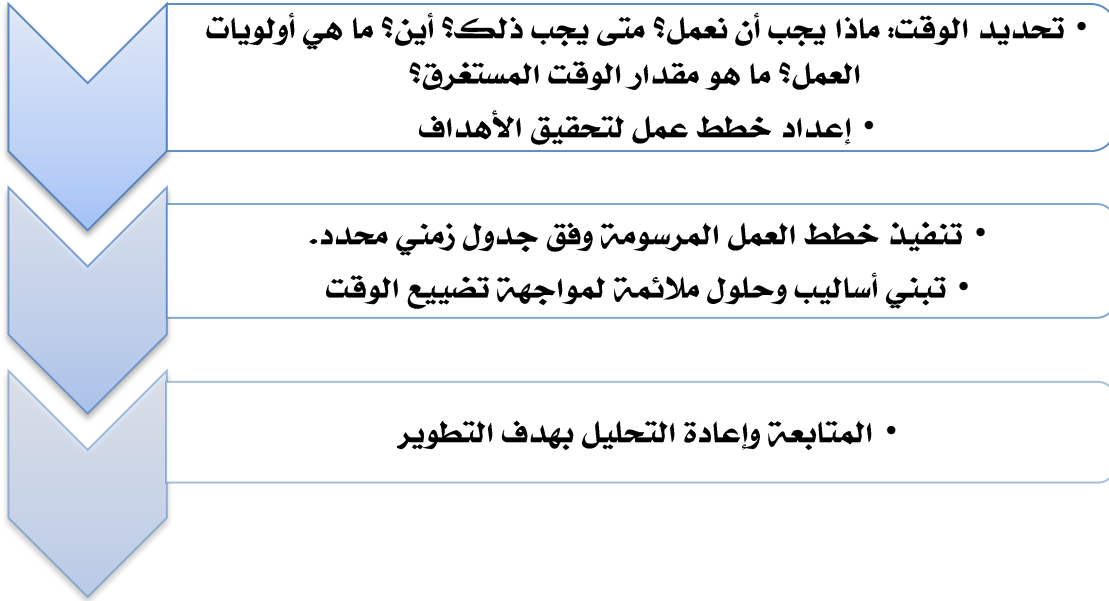 • تحديد الوقت: ماذا يجب أن نعمل؟ متى يجب ذلك؟ أين؟ ما هي أولويات
العمل؟ ما هو مقدار الوقت المستغرق؟
• إعداد خطط عمل لتحقيق الأهداف
• تنفيذ خطط العمل المرسومة وفق جدول زمني محدد.
• تبني أساليب وحلول ملائمة لمواجهة تضييع الوقت
• المتابعة وإعادة التحليل بهدف التطوير